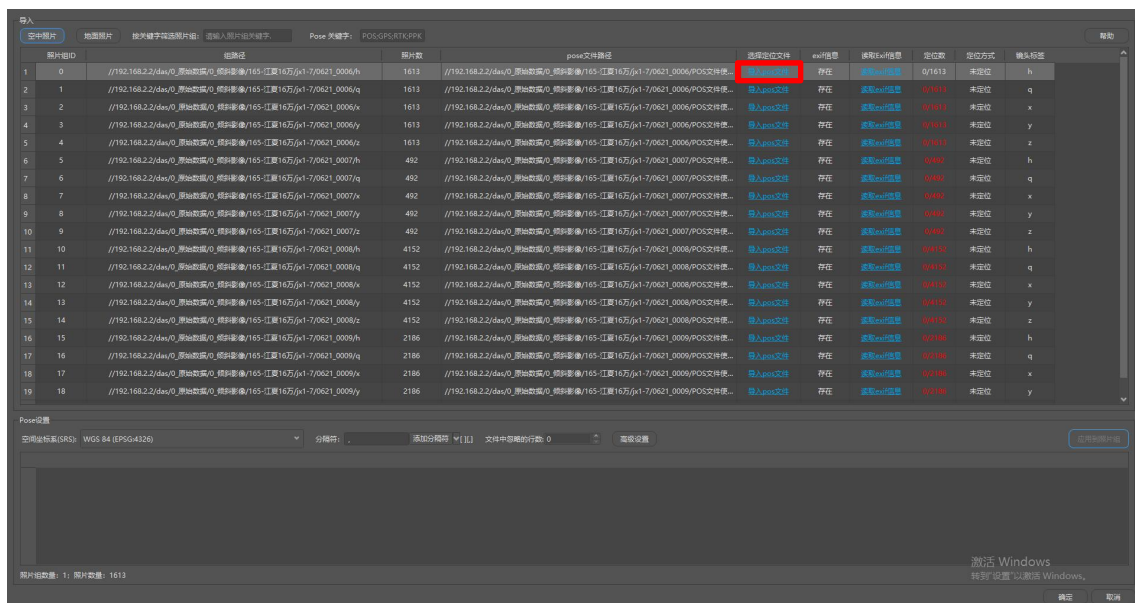 导入
空中照片 地面照片 按关键字筛选照片组: 请输入照片组关键字. Pose 关键字: POS;GPS;RTK;PPK 帮助
照片组ID 组路径 照片数 pose文件路径 选择定位文件 exif信息 读取Exif信息 定位数 定位方式 镜头标签
1 0 //192.168.2.2/das/0_原始数据/0_倾斜影像/165-江夏16万/jx1-7/0621_0006/h 1613 //192.168.2.2/das/0_原始数据/0_倾斜影像/165-江夏16万/jx1-7/0621_0006/POS文件使... 导入pos文件 存在 读取exif信息 0/1613 未定位 h
2 1 //192.168.2.2/das/0_原始数据/0_倾斜影像/165-江夏16万/jx1-7/0621_0006/q 1613 //192.168.2.2/das/0_原始数据/0_倾斜影像/165-江夏16万/jx1-7/0621_0006/POS文件使... 导入pos文件 存在 读取exif信息 0/1613 未定位 q
3 2 //192.168.2.2/das/0_原始数据/0_倾斜影像/165-江夏16万/jx1-7/0621_0006/x 1613 //192.168.2.2/das/0_原始数据/0_倾斜影像/165-江夏16万/jx1-7/0621_0006/POS文件使... 导入pos文件 存在 读取exif信息 0/1613 未定位 x
4 3 //192.168.2.2/das/0_原始数据/0_倾斜影像/165-江夏16万/jx1-7/0621_0006/y 1613 //192.168.2.2/das/0_原始数据/0_倾斜影像/165-江夏16万/jx1-7/0621_0006/POS文件使... 导入pos文件 存在 读取exif信息 0/1613 未定位 y
5 4 //192.168.2.2/das/0_原始数据/0_倾斜影像/165-江夏16万/jx1-7/0621_0006/z 1613 //192.168.2.2/das/0_原始数据/0_倾斜影像/165-江夏16万/jx1-7/0621_0006/POS文件使... 导入pos文件 存在 读取exif信息 0/1613 未定位 z
6 5 //192.168.2.2/das/0_原始数据/0_倾斜影像/165-江夏16万/jx1-7/0621_0007/h 492 //192.168.2.2/das/0_原始数据/0_倾斜影像/165-江夏16万/jx1-7/0621_0007/POS文件使... 导入pos文件 存在 读取exif信息 0/492 未定位 h
7 6 //192.168.2.2/das/0_原始数据/0_倾斜影像/165-江夏16万/jx1-7/0621_0007/q 492 //192.168.2.2/das/0_原始数据/0_倾斜影像/165-江夏16万/jx1-7/0621_0007/POS文件使... 导入pos文件 存在 读取exif信息 0/492 未定位 q
8 7 //192.168.2.2/das/0_原始数据/0_倾斜影像/165-江夏16万/jx1-7/0621_0007/x 492 //192.168.2.2/das/0_原始数据/0_倾斜影像/165-江夏16万/jx1-7/0621_0007/POS文件使... 导入pos文件 存在 读取exif信息 0/492 未定位 x
9 8 //192.168.2.2/das/0_原始数据/0_倾斜影像/165-江夏16万/jx1-7/0621_0007/y 492 //192.168.2.2/das/0_原始数据/0_倾斜影像/165-江夏16万/jx1-7/0621_0007/POS文件使... 导入pos文件 存在 读取exif信息 0/492 未定位 y
10 9 //192.168.2.2/das/0_原始数据/0_倾斜影像/165-江夏16万/jx1-7/0621_0007/z 492 //192.168.2.2/das/0_原始数据/0_倾斜影像/165-江夏16万/jx1-7/0621_0007/POS文件使... 导入pos文件 存在 读取exif信息 0/492 未定位 z
11 10 //192.168.2.2/das/0_原始数据/0_倾斜影像/165-江夏16万/jx1-7/0621_0008/h 4152 //192.168.2.2/das/0_原始数据/0_倾斜影像/165-江夏16万/jx1-7/0621_0008/POS文件使... 导入pos文件 存在 读取exif信息 0/4152 未定位 h
12 11 //192.168.2.2/das/0_原始数据/0_倾斜影像/165-江夏16万/jx1-7/0621_0008/q 4152 //192.168.2.2/das/0_原始数据/0_倾斜影像/165-江夏16万/jx1-7/0621_0008/POS文件使... 导入pos文件 存在 读取exif信息 0/4152 未定位 q
13 12 //192.168.2.2/das/0_原始数据/0_倾斜影像/165-江夏16万/jx1-7/0621_0008/x 4152 //192.168.2.2/das/0_原始数据/0_倾斜影像/165-江夏16万/jx1-7/0621_0008/POS文件使... 导入pos文件 存在 读取exif信息 0/4152 未定位 x
14 13 //192.168.2.2/das/0_原始数据/0_倾斜影像/165-江夏16万/jx1-7/0621_0008/y 4152 //192.168.2.2/das/0_原始数据/0_倾斜影像/165-江夏16万/jx1-7/0621_0008/POS文件使... 导入pos文件 存在 读取exif信息 0/4152 未定位 y
15 14 //192.168.2.2/das/0_原始数据/0_倾斜影像/165-江夏16万/jx1-7/0621_0008/z 4152 //192.168.2.2/das/0_原始数据/0_倾斜影像/165-江夏16万/jx1-7/0621_0008/POS文件使... 导入pos文件 存在 读取exif信息 0/4152 未定位 z
16 15 //192.168.2.2/das/0_原始数据/0_倾斜影像/165-江夏16万/jx1-7/0621_0009/h 2186 //192.168.2.2/das/0_原始数据/0_倾斜影像/165-江夏16万/jx1-7/0621_0009/POS文件使... 导入pos文件 存在 读取exif信息 0/2186 未定位 h
17 16 //192.168.2.2/das/0_原始数据/0_倾斜影像/165-江夏16万/jx1-7/0621_0009/q 2186 //192.168.2.2/das/0_原始数据/0_倾斜影像/165-江夏16万/jx1-7/0621_0009/POS文件使... 导入pos文件 存在 读取exif信息 0/2186 未定位 q
18 17 //192.168.2.2/das/0_原始数据/0_倾斜影像/165-江夏16万/jx1-7/0621_0009/x 2186 //192.168.2.2/das/0_原始数据/0_倾斜影像/165-江夏16万/jx1-7/0621_0009/POS文件使... 导入pos文件 存在 读取exif信息 0/2186 未定位 x
19 18 //192.168.2.2/das/0_原始数据/0_倾斜影像/165-江夏16万/jx1-7/0621_0009/y 2186 //192.168.2.2/das/0_原始数据/0_倾斜影像/165-江夏16万/jx1-7/0621_0009/POS文件使... 导入pos文件 存在 读取exif信息 0/2186 未定位 y
Pose设置
空间坐标系(SRS): WGS 84 (EPSG:4326) 分隔符: , 添加分隔符 [ ][,] 文件中忽略的行数: 0 高级设置 应用到照片组
激活 Windows
转到"设置"以激活 Windows。
照片组数量: 1; 照片数量: 1613
确定 取消